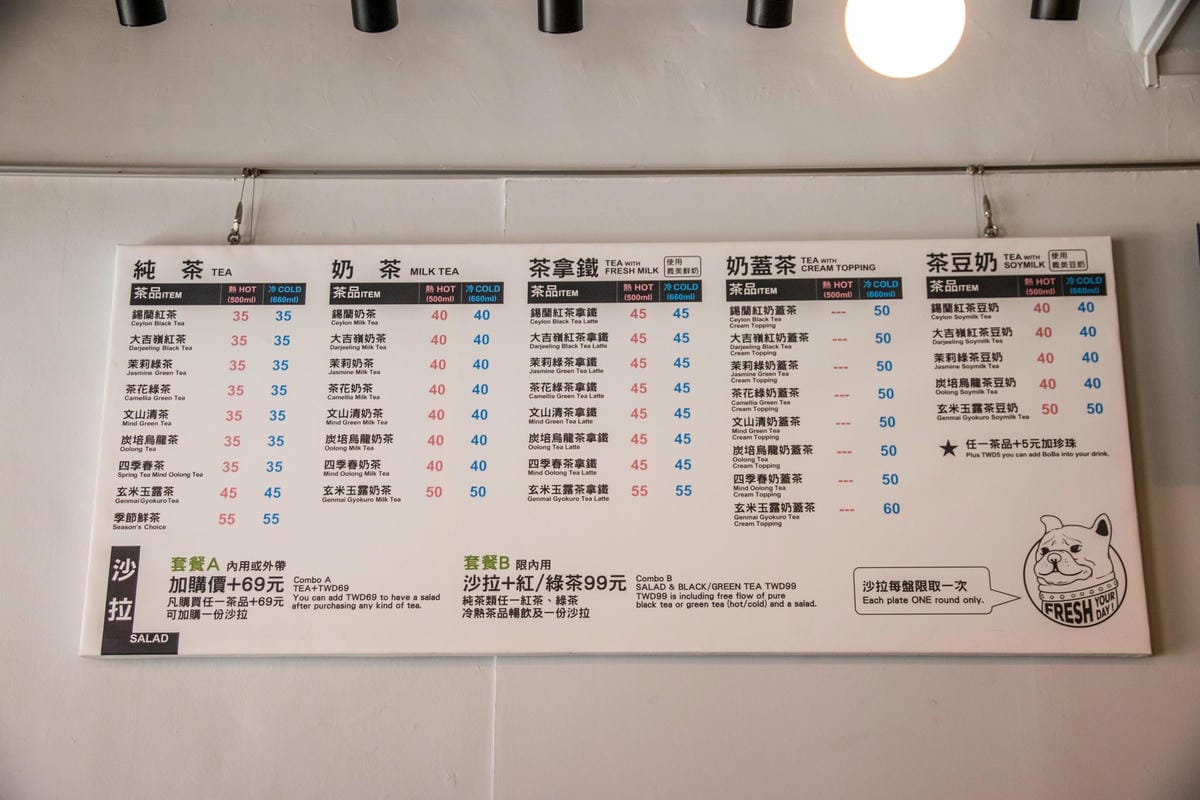 純 茶 TEA
茶品ITEM 熱 HOT (500ml) 冷 COLD (660ml)
錫蘭紅茶 35 35
Ceylon Black Tea
大吉嶺紅茶 35 35
Darjeeling Black Tea
茉莉綠茶 35 35
Jasmine Green Tea
茶花綠茶 35 35
Camellia Green Tea
文山清茶 35 35
Mind Green Tea
炭培烏龍茶 35 35
Oolong Tea
四季春茶 35 35
Spring Tea Mind Oolong Tea
玄米玉露茶 45 45
Genmai Gyokuro Tea
季節鮮茶 55 55
Season's Choice
奶 茶 MILK TEA
茶品ITEM 熱 HOT (500ml) 冷 COLD (660ml)
錫蘭奶茶 40 40
Ceylon Milk Tea
大吉嶺奶茶 40 40
Darjeeling Milk Tea
茉莉奶茶 40 40
Jasmine Milk Tea
茶花奶茶 40 40
Camellia Milk Tea
文山清奶茶 40 40
Mind Green Milk Tea
炭培烏龍奶茶 40 40
Oolong Milk Tea
四季春奶茶 40 40
Mind Oolong Milk Tea
玄米玉露奶茶 50 50
Genmai Gyokuro Milk Tea
茶拿鐵 TEA WITH FRESH MILK 使用義美鮮奶
茶品ITEM 熱 HOT (500ml) 冷 COLD (660ml)
錫蘭紅茶拿鐵 45 45
Ceylon Black Tea Latte
大吉嶺紅茶拿鐵 45 45
Darjeeling Black Tea Latte
茉莉綠茶拿鐵 45 45
Jasmine Green Tea Latte
茶花綠茶拿鐵 45 45
Camellia Green Tea Latte
文山清茶拿鐵 45 45
Mind Green Tea Latte
炭培烏龍茶拿鐵 45 45
Oolong Tea Latte
四季春茶拿鐵 45 45
Mind Oolong Tea Latte
玄米玉露茶拿鐵 55 55
Genmai Gyokuro Tea Latte
奶蓋茶 TEA WITH CREAM TOPPING
茶品ITEM 熱 HOT (500ml) 冷 COLD (660ml)
錫蘭紅奶蓋茶 --- 50
Ceylon Black Tea
Cream Topping
大吉嶺紅奶蓋茶 --- 50
Darjeeling Black Tea
Cream Topping
茉莉綠奶蓋茶 --- 50
Jasmine Green Tea
Cream Topping
茶花綠奶蓋茶 --- 50
Camellia Green Tea
Cream Topping
文山清奶蓋茶 --- 50
Mind Green Tea
Cream Topping
炭培烏龍奶蓋茶 --- 50
Oolong Tea
Cream Topping
四季春奶蓋茶 --- 50
Mind Oolong Tea
Cream Topping
玄米玉露奶蓋茶 --- 60
Genmai Gyokuro Tea
Cream Topping
茶豆奶 TEA WITH SOYMILK 使用義美豆奶
茶品ITEM 熱 HOT (500ml) 冷 COLD (660ml)
錫蘭紅茶豆奶 40 40
Ceylon Soymilk Tea
大吉嶺紅茶豆奶 40 40
Darjeeling Soymilk Tea
茉莉綠茶豆奶 40 40
Jasmine Soymilk Tea
炭培烏龍茶豆奶 40 40
Oolong Soymilk Tea
玄米玉露茶豆奶 50 50
Genmai Gyokuro Soymilk Tea
★ 任一茶品+5元加珍珠
Plus TWD5 you can add BoBa into your drink.
沙拉
SALAD
套餐A 內用或外帶
加購價+69元
凡購買任一茶品+69元
可加購一份沙拉
Combo A
TEA+TWD69
You can add TWD69 to have a salad
after purchasing any kind of tea.
套餐B 限內用
沙拉+紅/綠茶99元
純茶類任一紅茶、綠茶
冷熱茶品暢飲及一份沙拉
Combo B
SALAD & BLACK/GREEN TEA TWD99
TWD99 is including free flow of pure
black tea or green tea (hot/cold) and a salad.
沙拉每盤限取一次
Each plate ONE round only.
FRESH YOUR DAY!